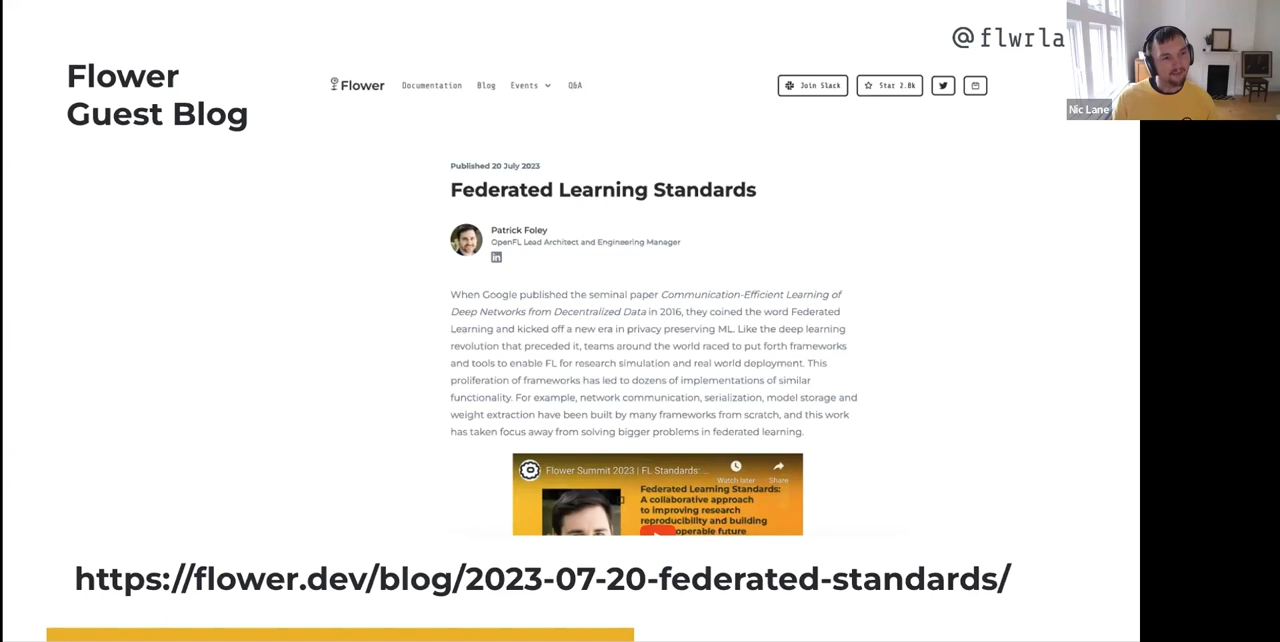 @flwrla
Flower
Guest Blog
Flower
Documentation
Blog
Events
Q&A
Join Slack
Star 2.8k
Nic Lane
Published 20 July 2023
Federated Learning Standards
Patrick Foley
OpenFL Lead Architect and Engineering Manager
in
When Google published the seminal paper Communication-Efficient Learning of
Deep Networks from Decentralized Data in 2016, they coined the word Federated
Learning and kicked off a new era in privacy preserving ML. Like the deep learning
revolution that preceded it, teams around the world raced to put forth frameworks
and tools to enable FL for research simulation and real world deployment. This
proliferation of frameworks has led to dozens of implementations of similar
functionality. For example, network communication, serialization, model storage and
weight extraction have been built by many frameworks from scratch, and this work
has taken focus away from solving bigger problems in federated learning.
Flower Summit 2023 | FL Standards: ...
Watch later
Share
Federated Learning Standards:
A collaborative approach
to improving research
reproducibility and building
operable future
https://flower.dev/blog/2023-07-20-federated-standards/